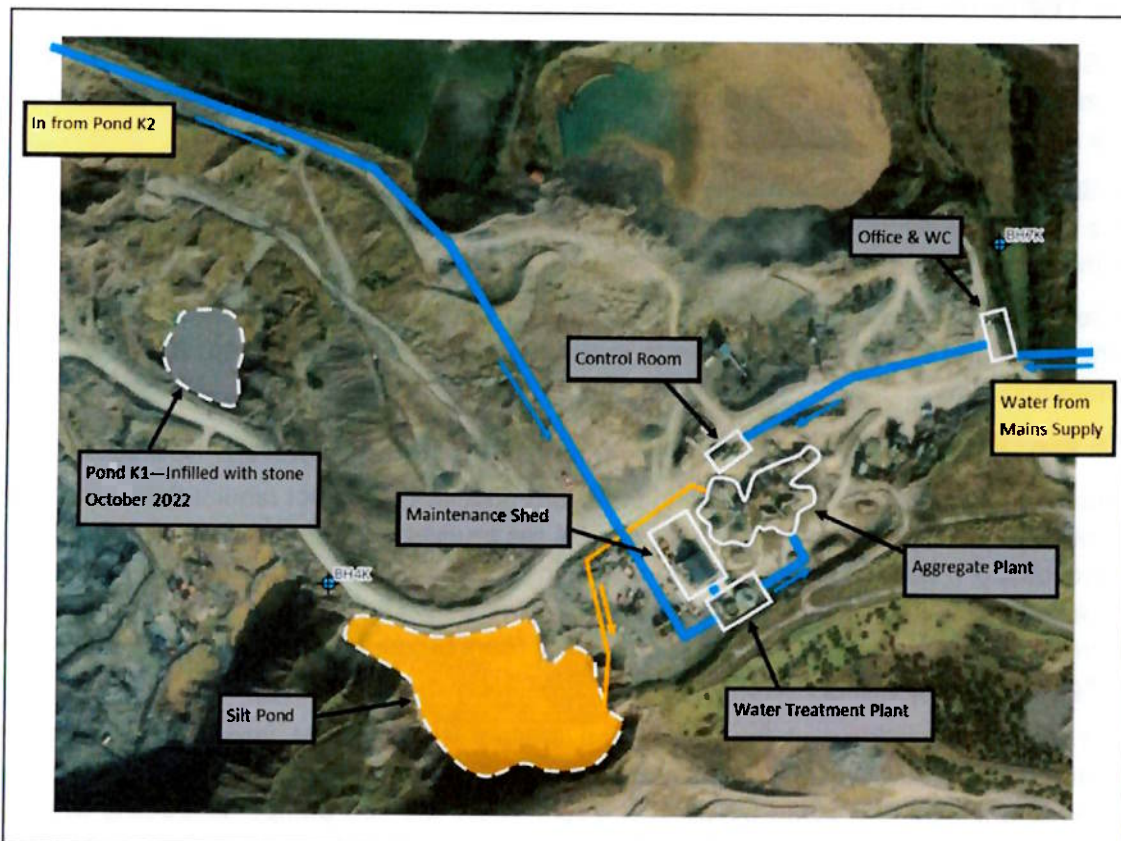 In from Pond K2
Office & WC
BH7K
Control Room
Water from
Mains Supply
Pond K1—Infilled with stone
October 2022
Maintenance Shed
BH4K
Aggregate Plant
Silt Pond
Water Treatment Plant